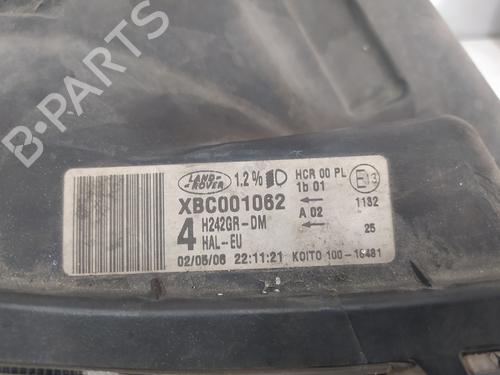 B-PARTS
LAND-
ROVER
1.2% HCR 00 PL E13
1b 01
XBC001062 1132
4 H242GR-DM A 02
HAL-EU 25
02/05/06 22:11:21 KOITO 100-16481